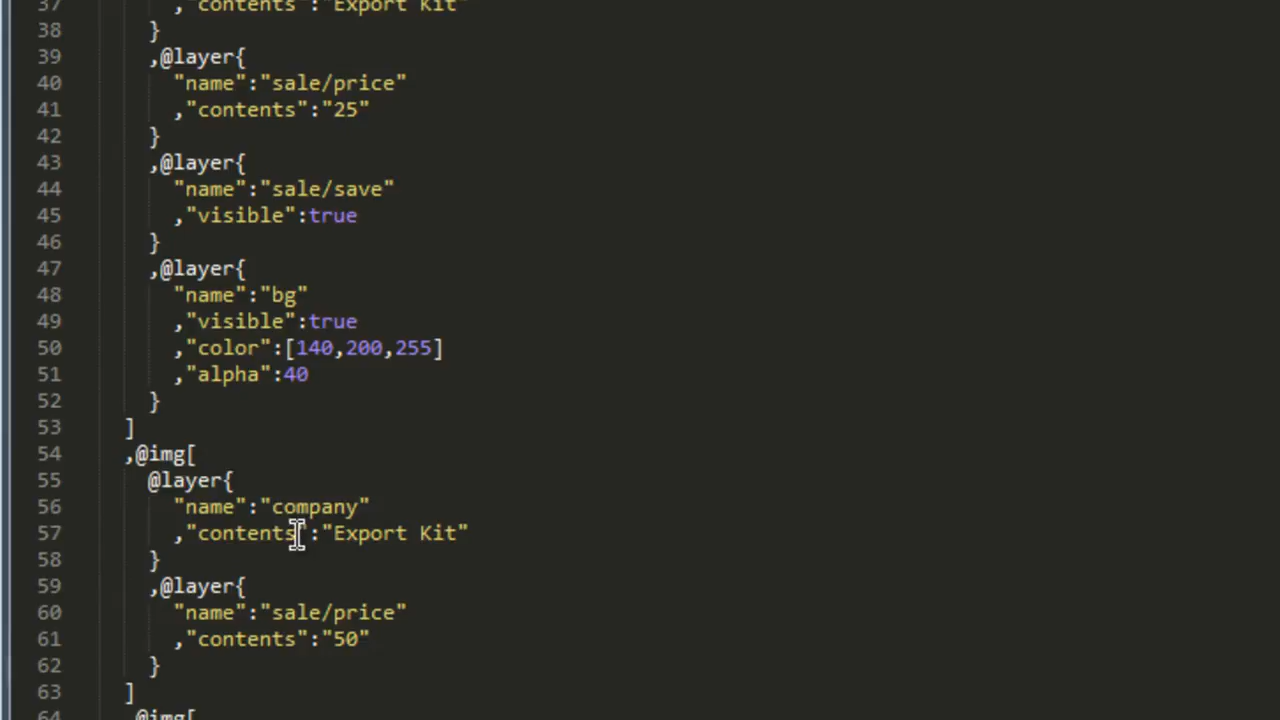 37 ,"contents":"Export Kit"
38 }
39 ,@layer{
40 "name":"sale/price"
41 ,"contents":"25"
42 }
43 ,@layer{
44 "name":"sale/save"
45 ,"visible":true
46 }
47 ,@layer{
48 "name":"bg"
49 ,"visible":true
50 ,"color":[140,200,255]
51 ,"alpha":40
52 }
53 ]
54 ,@img[
55 @layer{
56 "name":"company"
57 ,"contents":"Export Kit"
58 }
59 ,@layer{
60 "name":"sale/price"
61 ,"contents":"50"
62 }
63 ]
64 ,@img[